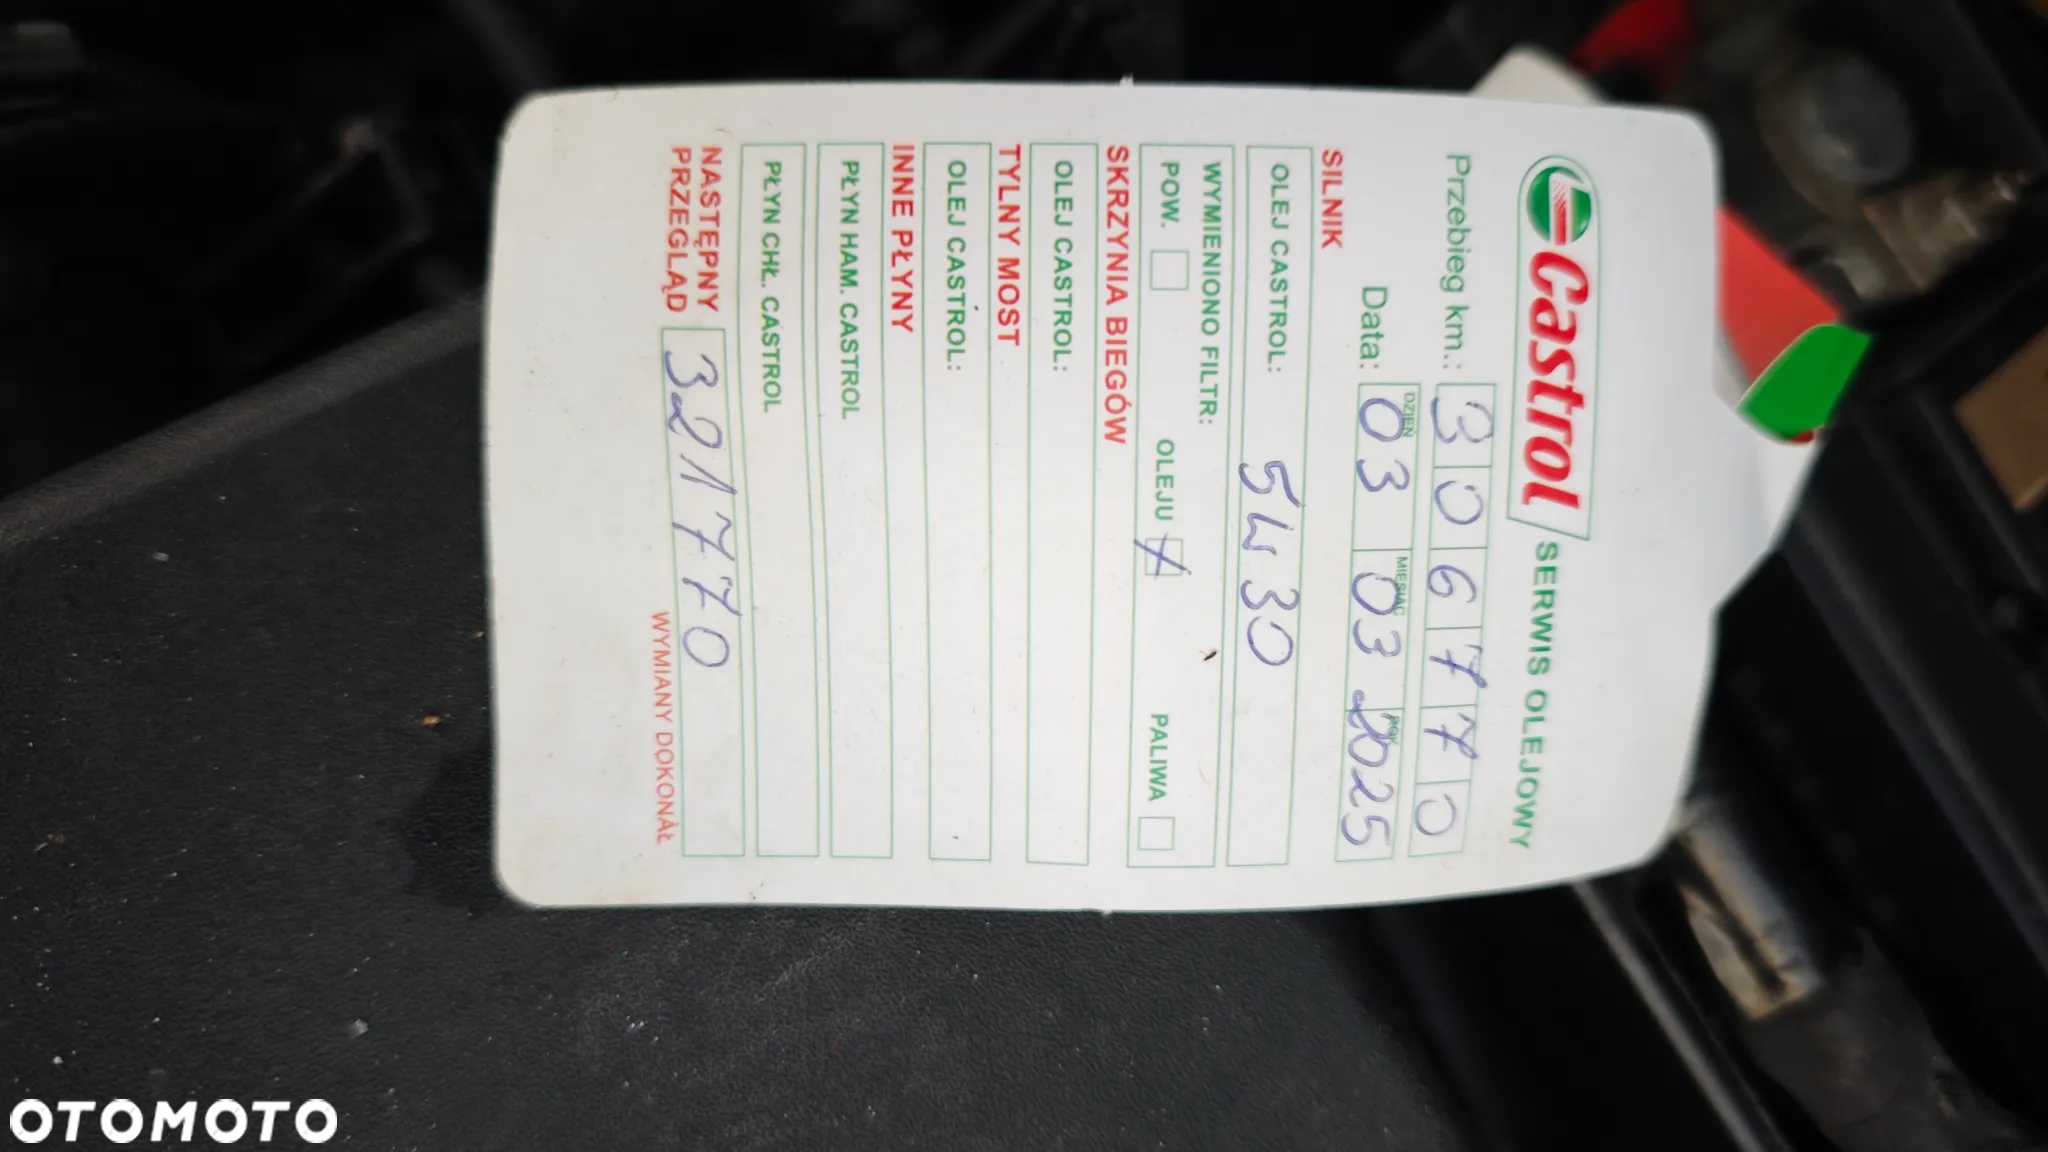 Castrol SERWIS OLEJOWY
Przebieg km.: 306770
DZIEŃ MIESIĄC ROK
Data: 03 03 2025
SILNIK
OLEJ CASTROL: 5W30
WYMIENIONO FILTR:
POW. OLEJU X PALIWA
SKRZYNIA BIEGÓW
OLEJ CASTROL:
TYLNY MOST
OLEJ CASTROL:
INNE PŁYNY
PŁYN HAM. CASTROL
PŁYN CHŁ. CASTROL
NASTĘPNY
PRZEGLĄD 321770
WYMIANY DOKONAŁ
OTOMOTO